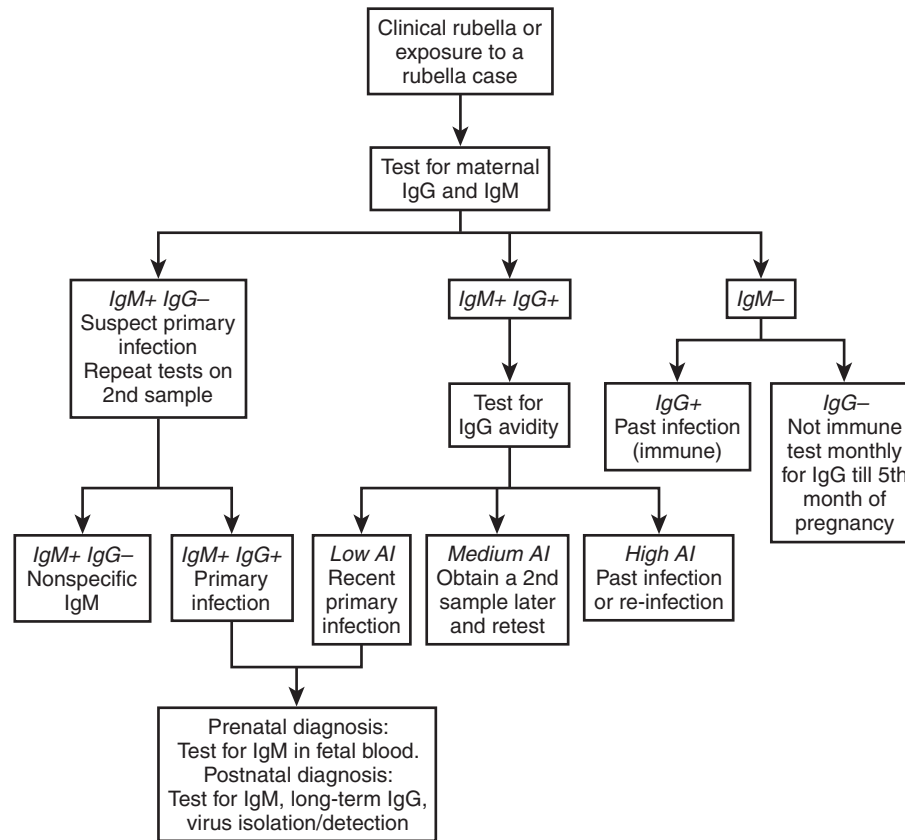 Clinical rubella or
exposure to a
rubella case
Test for maternal
IgG and IgM
IgM+ IgG–
Suspect primary
infection
Repeat tests on
2nd sample
IgM+ IgG+
IgM–
Test for
IgG avidity
IgG+
Past infection
(immune)
IgG–
Not immune
test monthly
for IgG till 5th
month of
pregnancy
IgM+ IgG–
Nonspecific
IgM
IgM+ IgG+
Primary
infection
Low AI
Recent
primary
infection
Medium AI
Obtain a 2nd
sample later
and retest
High AI
Past infection
or re-infection
Prenatal diagnosis:
Test for IgM in fetal blood.
Postnatal diagnosis:
Test for IgM, long-term IgG,
virus isolation/detection